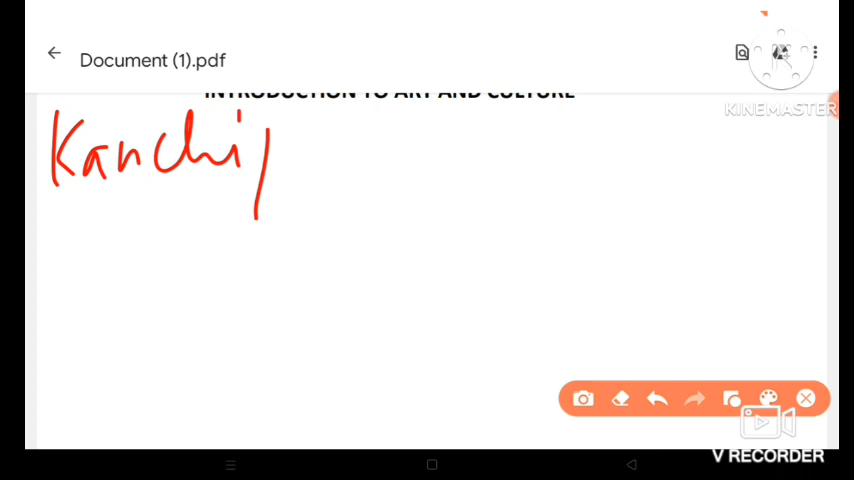 Document (1).pdf
KINEMASTER
INTRODUCTION TO ART AND CULTURE
Kanchi
V RECORDER